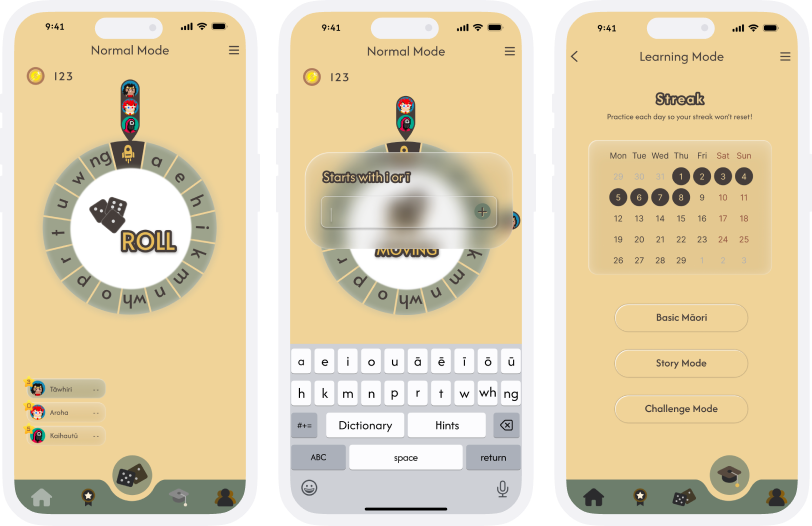 9:41
Normal Mode
123
ng a e h i k m n o wh o p r t u w
ROLL
Tāwhiri --
Aroha --
Kaihautū --
9:41
Normal Mode
123
Starts with i or ī
MOVING
r p o wh n m k
a e i o u ā ē ī ō ū
h k m n p r t w wh ng
#+= Dictionary Hints
ABC space return
9:41
Learning Mode
Streak
Practice each day so your streak won't reset!
Mon Tue Wed Thu Fri Sat Sun
29 30 31 1 2 3 4
5 6 7 8 9 10 11
12 13 14 15 16 17 18
19 20 21 22 23 24 25
26 27 28 29 1 2 3
Basic Māori
Story Mode
Challenge Mode